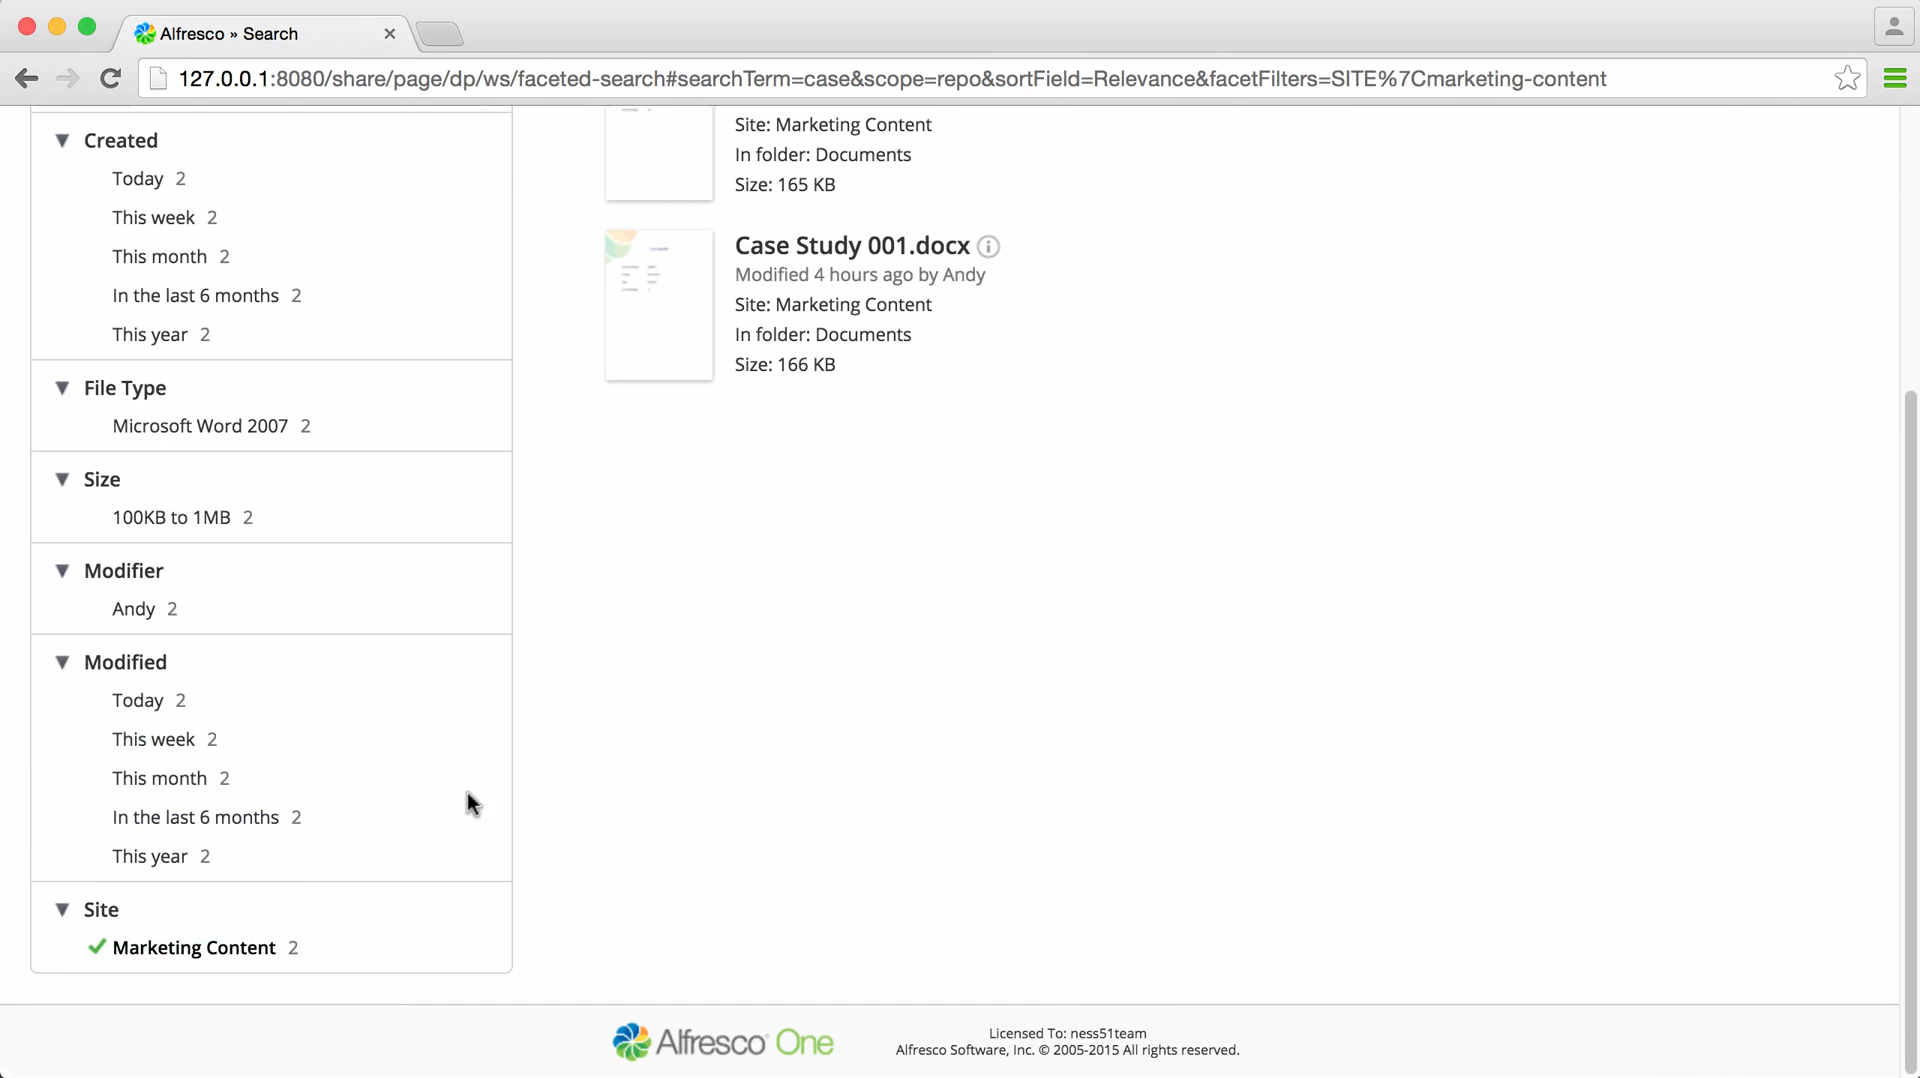 Alfresco » Search
127.0.0.1:8080/share/page/dp/ws/faceted-search#searchTerm=case&scope=repo&sortField=Relevance&facetFilters=SITE%7Cmarketing-content
Created
Today 2
This week 2
This month 2
In the last 6 months 2
This year 2
File Type
Microsoft Word 2007 2
Size
100KB to 1MB 2
Modifier
Andy 2
Modified
Today 2
This week 2
This month 2
In the last 6 months 2
This year 2
Site
Marketing Content 2
Site: Marketing Content
In folder: Documents
Size: 165 KB
Case Study 001.docx
Modified 4 hours ago by Andy
Site: Marketing Content
In folder: Documents
Size: 166 KB
Alfresco One
Licensed To: ness51team
Alfresco Software, Inc. © 2005-2015 All rights reserved.